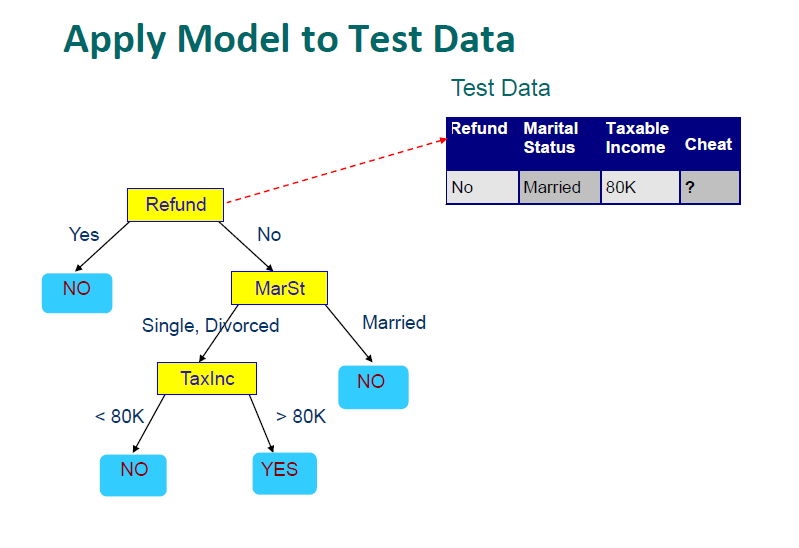 Apply Model to Test Data
Test Data
Refund Marital Status Taxable Income Cheat
No Married 80K ?
Refund
Yes No
NO
MarSt
Single, Divorced Married
TaxInc
NO
< 80K > 80K
NO YES